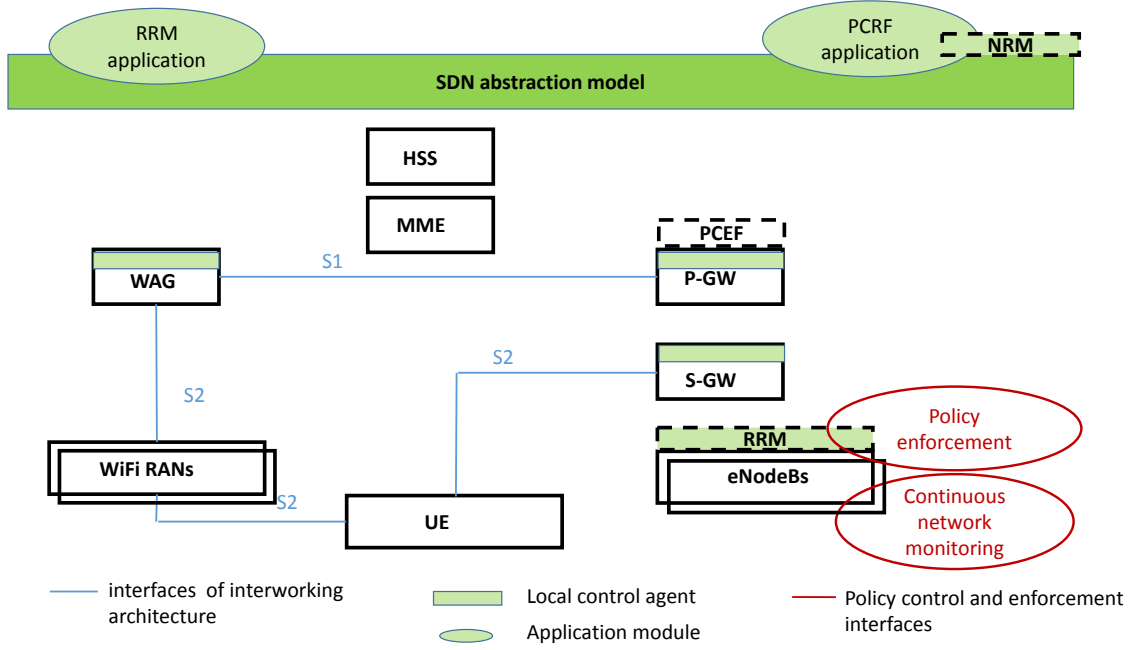 RRM
application
PCRF
application
NRM
SDN abstraction model
HSS
MME
PCEF
WAG
S1
P-GW
S2
S-GW
S2
Policy
enforcement
RRM
WiFi RANs
eNodeBs
S2
UE
Continuous
network
monitoring
interfaces of interworking
architecture
Local control agent
Application module
Policy control and enforcement
interfaces